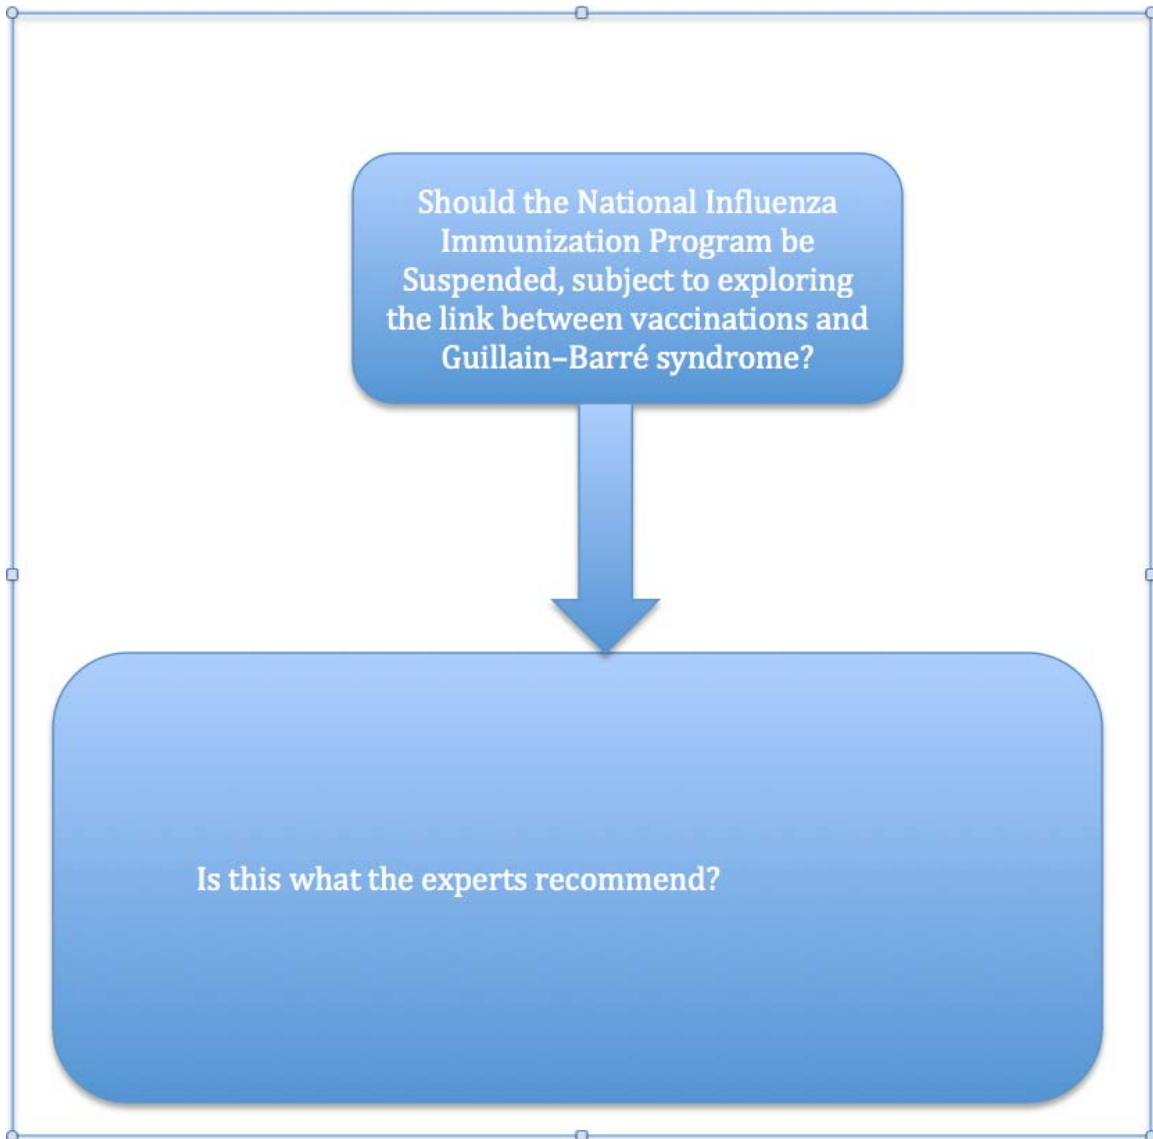 Should the National Influenza
Immunization Program be
Suspended, subject to exploring
the link between vaccinations and
Guillain–Barré syndrome?
Is this what the experts recommend?